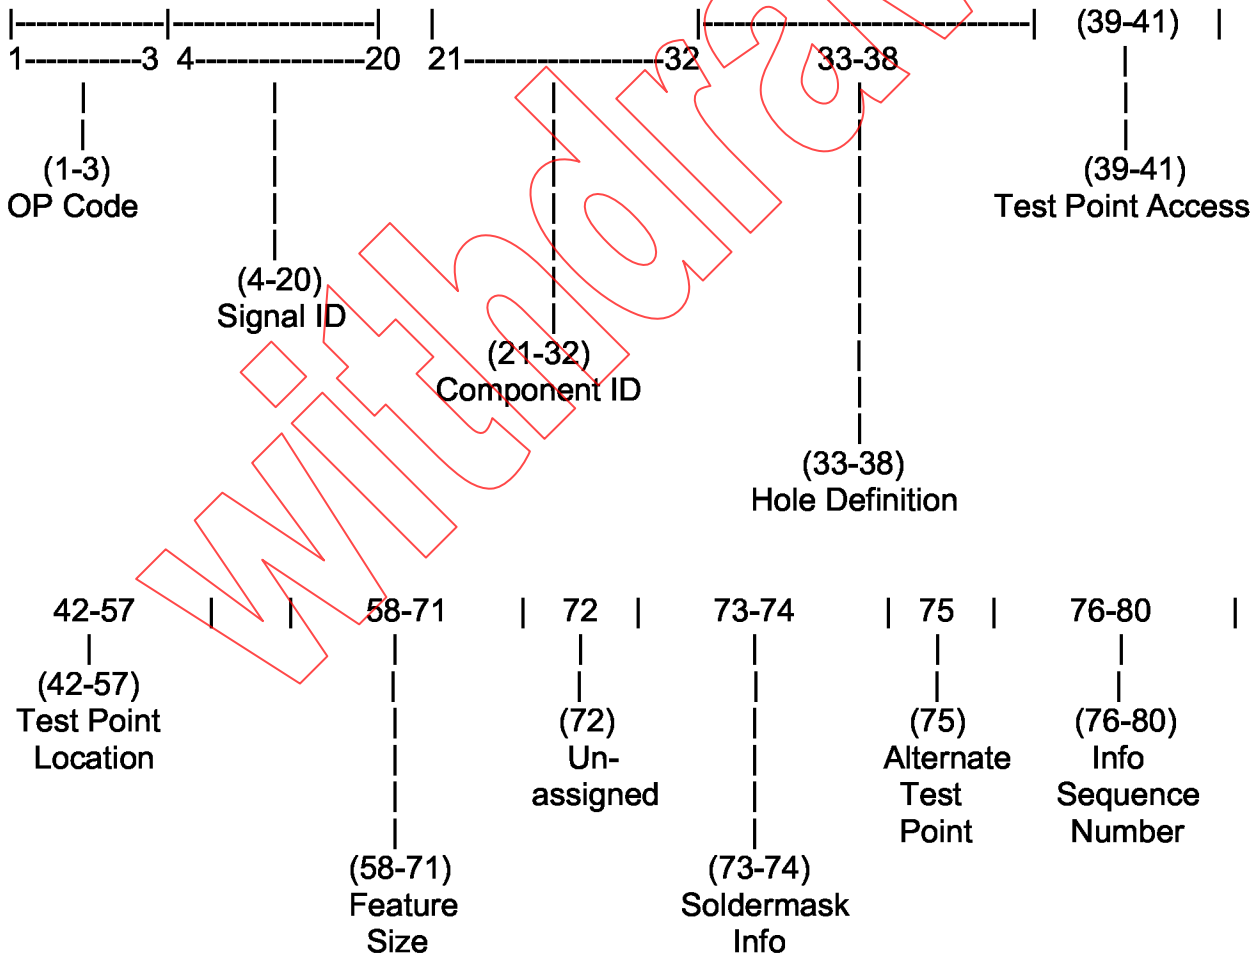 |---------------|--------------------| | |-------------------------------| (39-41) |
1-----------3 4----------------20 21-------------------32 33-38
(1-3) (39-41)
OP Code Test Point Access
(4-20)
Signal ID
(21-32)
Component ID
(33-38)
Hole Definition
42-57 | | 58-71 | 72 | 73-74 | 75 | 76-80 |
(42-57) (72) (75) (76-80)
Test Point Un- Alternate Info
Location assigned Test Sequence
Point Number
(58-71) (73-74)
Feature Soldermask
Size Info
withdra